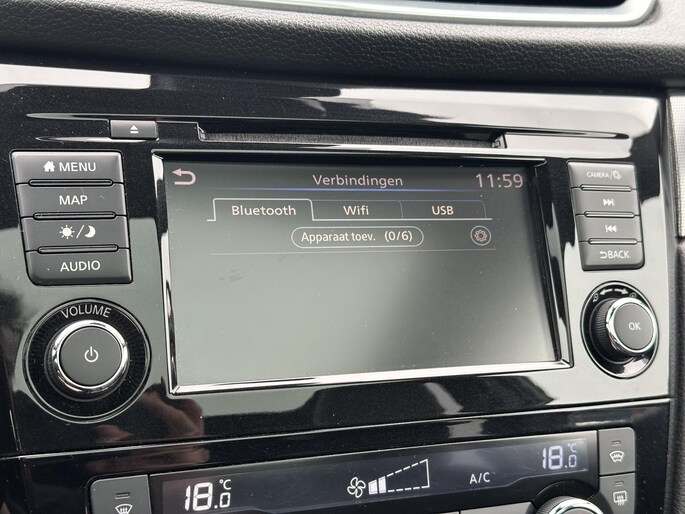 MENU
MAP
AUDIO
VOLUME
Verbindingen 11:59
Bluetooth Wifi USB
Apparaat toev. (0/6)
CAMERA/
BACK
OK
18.0 °C
A/C
18.0 °C